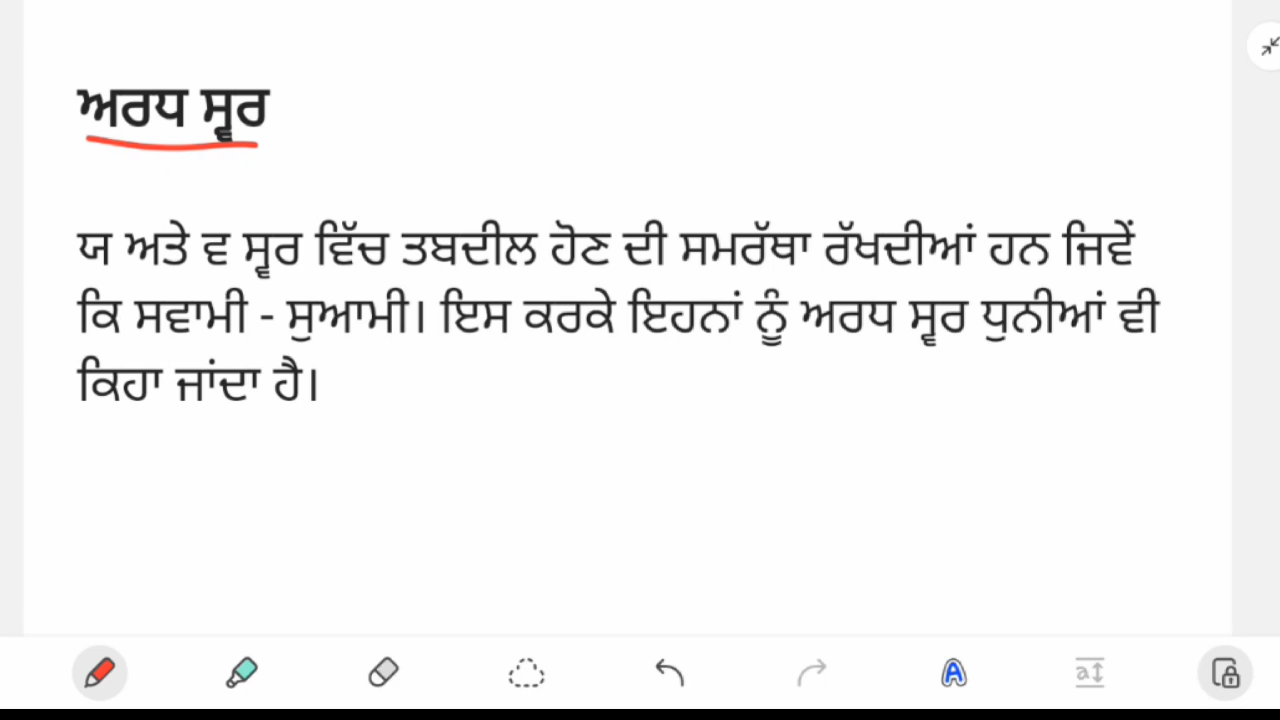 ਅਰਧ ਸ੍ਵਰ
ਯ ਅਤੇ ਵ ਸ੍ਵਰ ਵਿੱਚ ਤਬਦੀਲ ਹੋਣ ਦੀ ਸਮਰੱਥਾ ਰੱਖਦੀਆਂ ਹਨ ਜਿਵੇਂ
ਕਿ ਸਵਾਮੀ - ਸੁਆਮੀ। ਇਸ ਕਰਕੇ ਇਹਨਾਂ ਨੂੰ ਅਰਧ ਸ੍ਵਰ ਧੁਨੀਆਂ ਵੀ
ਕਿਹਾ ਜਾਂਦਾ ਹੈ।
A a